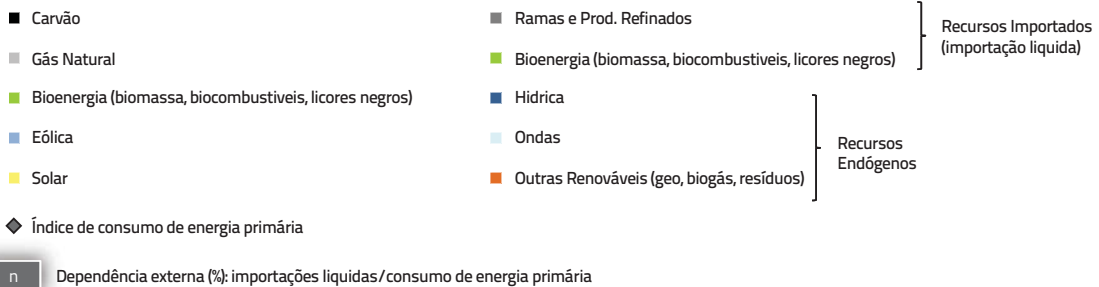 Carvão
Ramas e Prod. Refinados
Gás Natural
Bioenergia (biomassa, biocombustiveis, licores negros)
Recursos Importados
(importação liquida)
Bioenergia (biomassa, biocombustiveis, licores negros)
Hidrica
Eólica
Ondas
Solar
Outras Renováveis (geo, biogás, resíduos)
Recursos
Endógenos
Índice de consumo de energia primária
n
Dependência externa (%): importações liquidas/consumo de energia primária